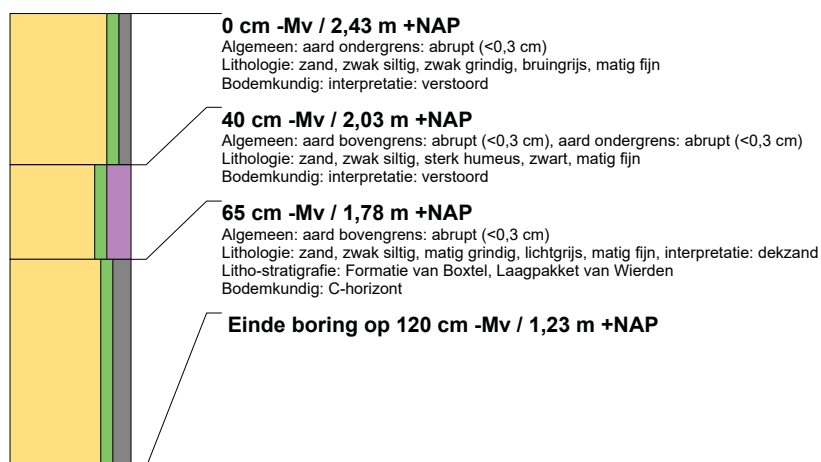 0 cm -Mv / 2,43 m +NAP
Algemeen: aard ondergrens: abrupt (<0,3 cm)
Lithologie: zand, zwak siltig, zwak grindig, bruingrijs, matig fijn
Bodemkundig: interpretatie: verstoord
40 cm -Mv / 2,03 m +NAP
Algemeen: aard bovengrens: abrupt (<0,3 cm), aard ondergrens: abrupt (<0,3 cm)
Lithologie: zand, zwak siltig, sterk humeus, zwart, matig fijn
Bodemkundig: interpretatie: verstoord
65 cm -Mv / 1,78 m +NAP
Algemeen: aard bovengrens: abrupt (<0,3 cm)
Lithologie: zand, zwak siltig, matig grindig, lichtgrijs, matig fijn, interpretatie: dekzand
Litho-stratigrafie: Formatie van Boxtel, Laagpakket van Wierden
Bodemkundig: C-horizont
Einde boring op 120 cm -Mv / 1,23 m +NAP